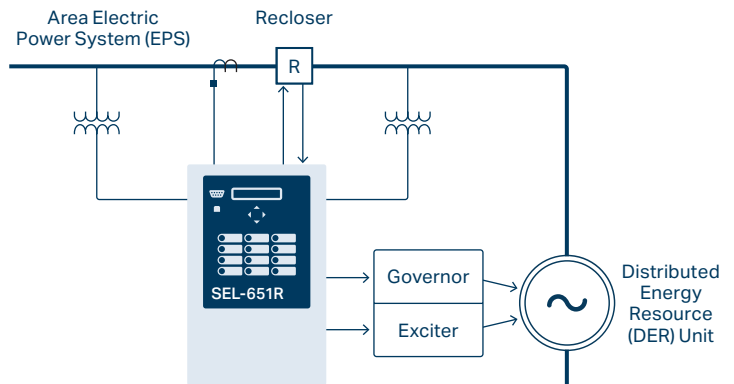 Area Electric
Power System (EPS)
Recloser
R
SEL-651R
Governor
Exciter
Distributed
Energy
Resource
(DER) Unit